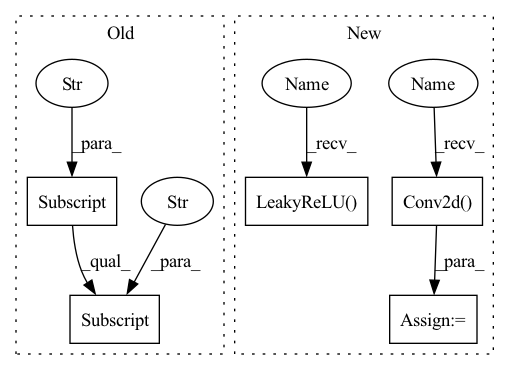 Old
New
Str
Name
Name
_para_
_recv_
_recv_
Subscript
Str
LeakyReLU()
Conv2d()
_qual_
_para_
_para_
Subscript
Assign:=